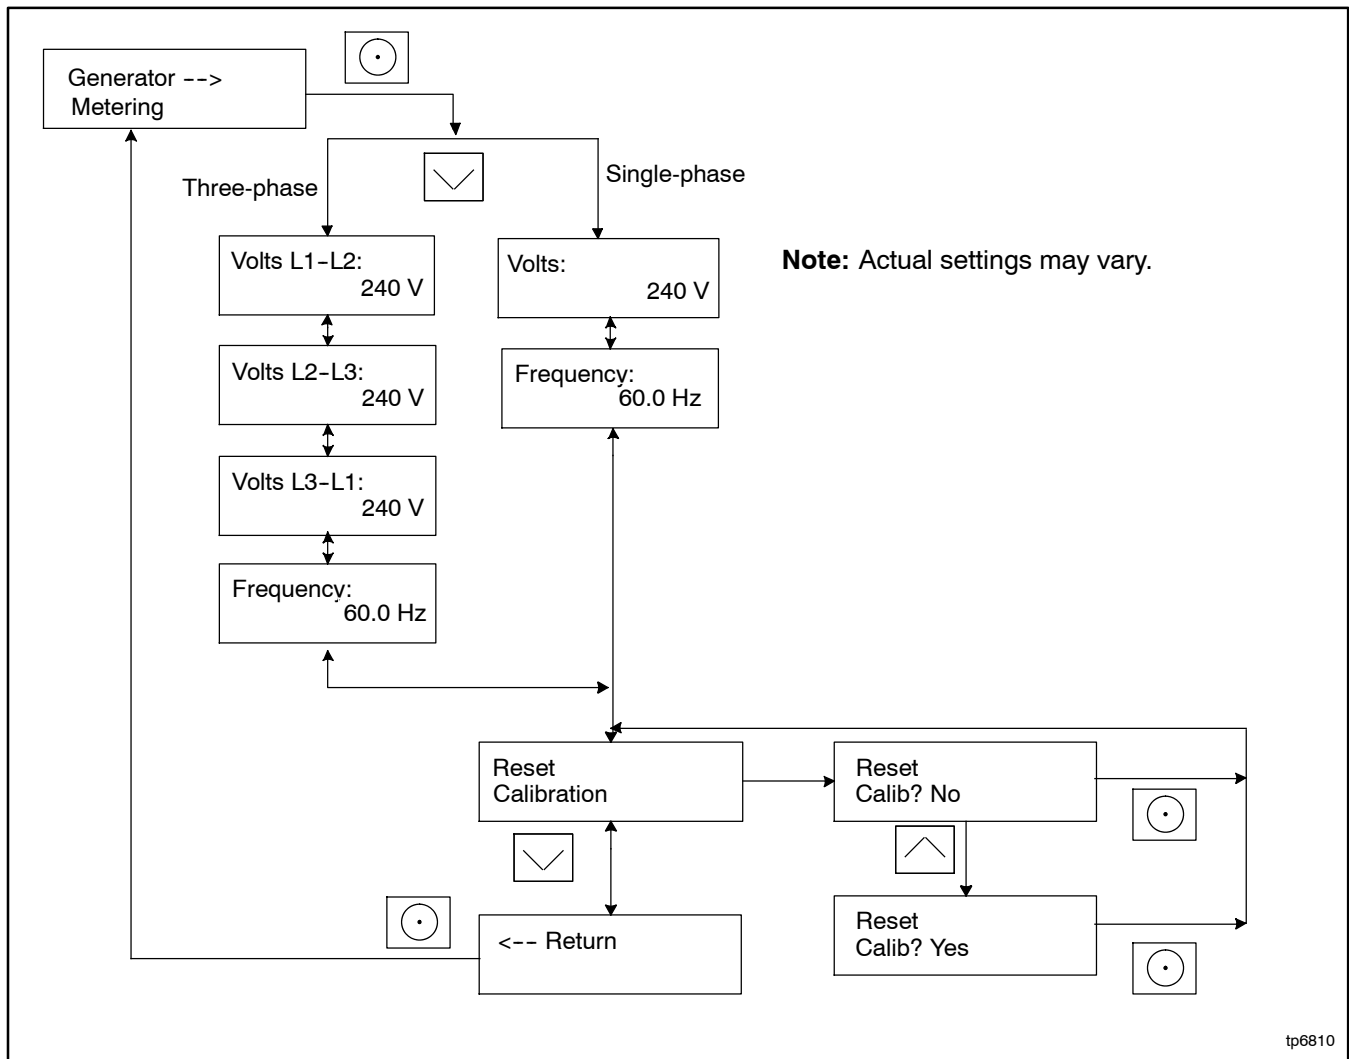 Generator -->
Metering
Three-phase
Single-phase
Volts L1-L2:
240 V
Volts:
240 V
Note: Actual settings may vary.
Volts L2-L3:
240 V
Frequency:
60.0 Hz
Volts L3-L1:
240 V
Frequency:
60.0 Hz
Reset
Calibration
Reset
Calib? No
<-- Return
Reset
Calib? Yes
tp6810